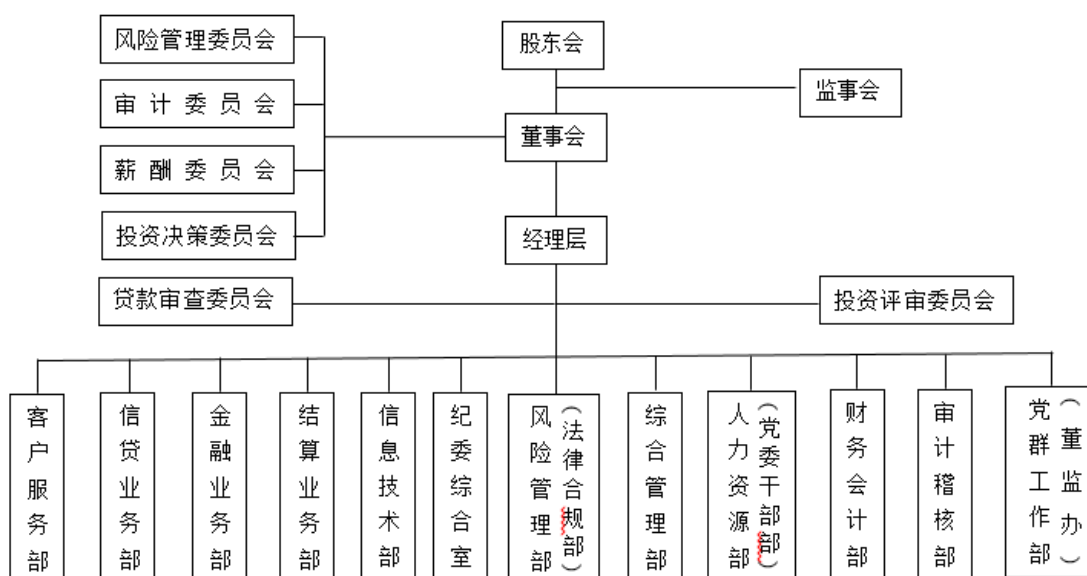 风险管理委员会
股东会
审计委员会
监事会
董事会
薪酬委员会
投资决策委员会
经理层
贷款审查委员会
投资评审委员会
客户服务部
信贷业务部
金融业务部
结算业务部
信息技术部
纪委综合室
风险管理部
（法律合规部）
综合管理部
人力资源部
（党委干部部）
财务会计部
审计稽核部
党群工作部
（董监办）